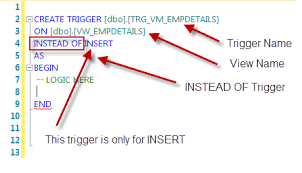 1
2 CREATE TRIGGER [dbo].[TRG_VM_EMPDETAILS]
3 ON [dbo].[VW_EMPDETAILS]
4 INSTEAD OF INSERT
5 AS
6 BEGIN
7 -- LOGIC HERE
8
9 END
10
11
12
13
Trigger Name
View Name
INSTEAD OF Trigger
This trigger is only for INSERT